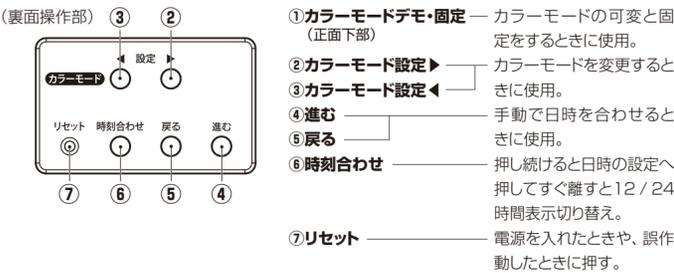 （裏面操作部） ③ ②
◀ 設定 ▶
カラーモード
リセット 時刻合わせ 戻る 進む
⑦ ⑥ ⑤ ④
①カラーモードデモ・固定 カラーモードの可変と固
（正面下部） 定をするときに使用。
②カラーモード設定▶ カラーモードを変更すると
③カラーモード設定◀ きに使用。
④進む 手動で日時を合わせると
⑤戻る きに使用。
⑥時刻合わせ 押し続けると日時の設定へ
押してすぐ離すと12 / 24
時間表示切り替え。
⑦リセット 電源を入れたときや、誤作
動したときに押す。